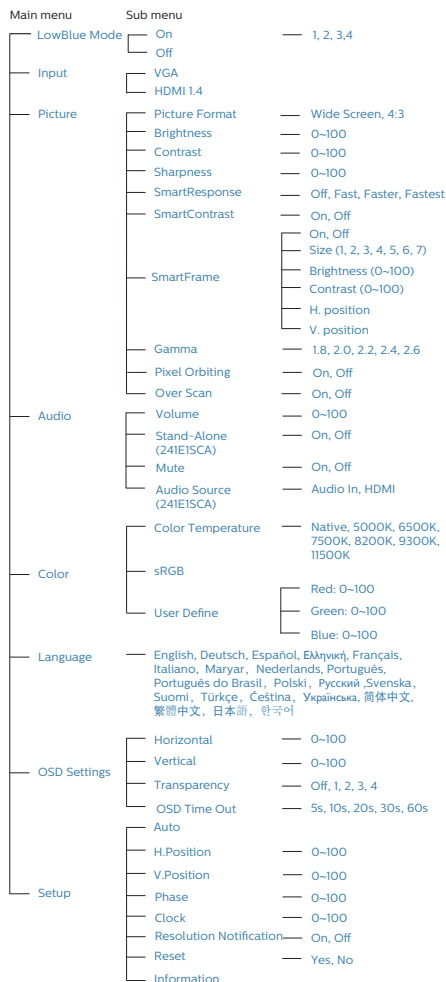 Main menu Sub menu
LowBlue Mode On 1, 2, 3,4
Off
Input VGA
HDMI 1.4
Picture Picture Format Wide Screen, 4:3
Brightness 0~100
Contrast 0~100
Sharpness 0~100
SmartResponse Off, Fast, Faster, Fastest
SmartContrast On, Off
On, Off
Size (1, 2, 3, 4, 5, 6, 7)
SmartFrame Brightness (0~100)
Contrast (0~100)
H. position
V. position
Gamma 1.8, 2.0, 2.2, 2.4, 2.6
Pixel Orbiting On, Off
Over Scan On, Off
Audio Volume 0~100
Stand-Alone On, Off
(241E1SCA)
Mute On, Off
Audio Source Audio In, HDMI
(241E1SCA)
Color Temperature Native, 5000K, 6500K,
7500K, 8200K, 9300K,
11500K
Color sRGB
Red: 0~100
User Define Green: 0~100
Blue: 0~100
Language English, Deutsch, Español, Ελληνική, Français,
Italiano, Maryar, Nederlands, Português,
Português do Brasil, Polski, Русский ,Svenska,
Suomi, Türkçe, Čeština, Українська, 简体中文,
繁體中文, 日本語, 한국어
Horizontal 0~100
OSD Settings Vertical 0~100
Transparency Off, 1, 2, 3, 4
OSD Time Out 5s, 10s, 20s, 30s, 60s
Auto
H.Position 0~100
V.Position 0~100
Setup Phase 0~100
Clock 0~100
Resolution Notification On, Off
Reset Yes, No
Information